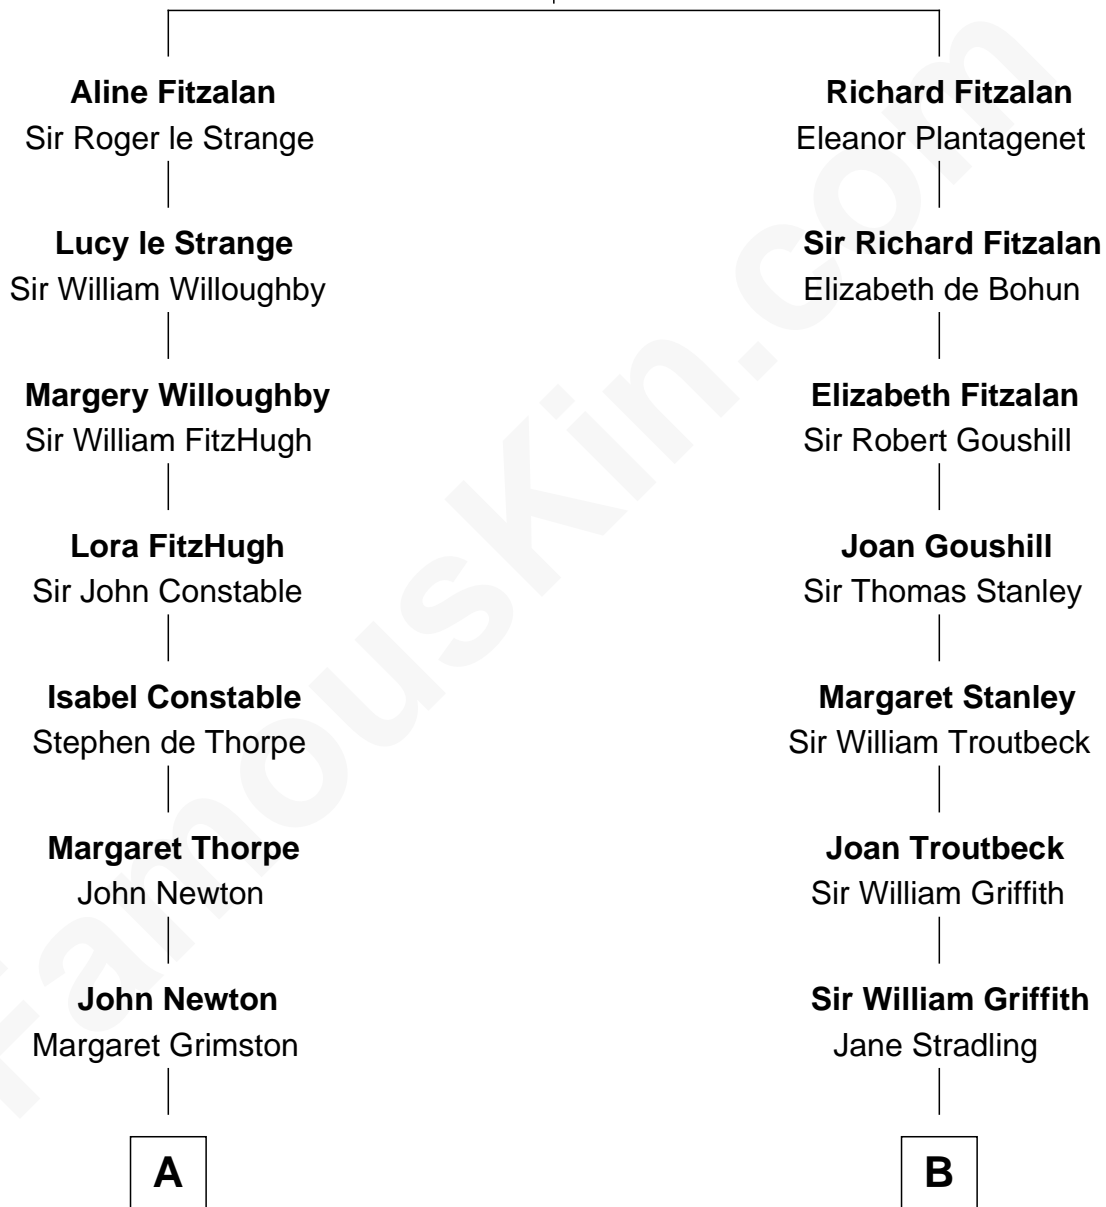 Aline Fitzalan
Sir Roger le Strange
Richard Fitzalan
Eleanor Plantagenet
Lucy le Strange
Sir William Willoughby
Sir Richard Fitzalan
Elizabeth de Bohun
Margery Willoughby
Sir William FitzHugh
Elizabeth Fitzalan
Sir Robert Goushill
Lora FitzHugh
Sir John Constable
Joan Goushill
Sir Thomas Stanley
Isabel Constable
Stephen de Thorpe
Margaret Stanley
Sir William Troutbeck
Margaret Thorpe
John Newton
Joan Troutbeck
Sir William Griffith
John Newton
Margaret Grimston
Sir William Griffith
Jane Stradling
A
B
FamousKin.com